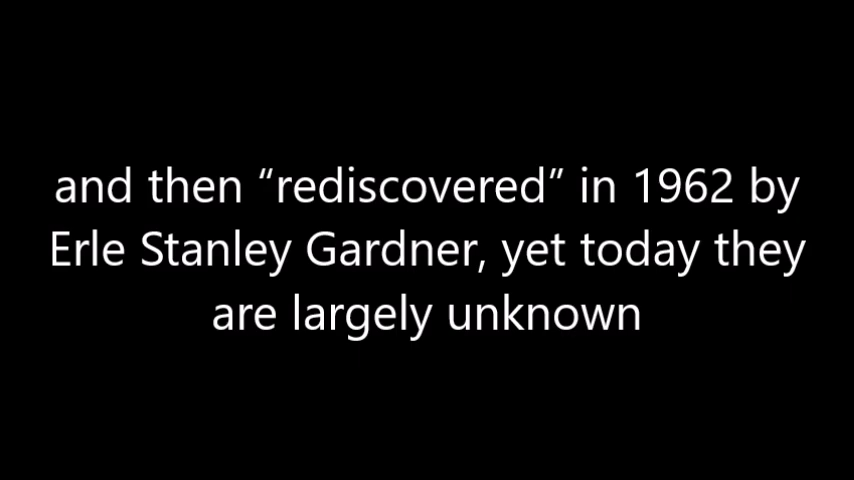 and then “rediscovered” in 1962 by
Erle Stanley Gardner, yet today they
are largely unknown